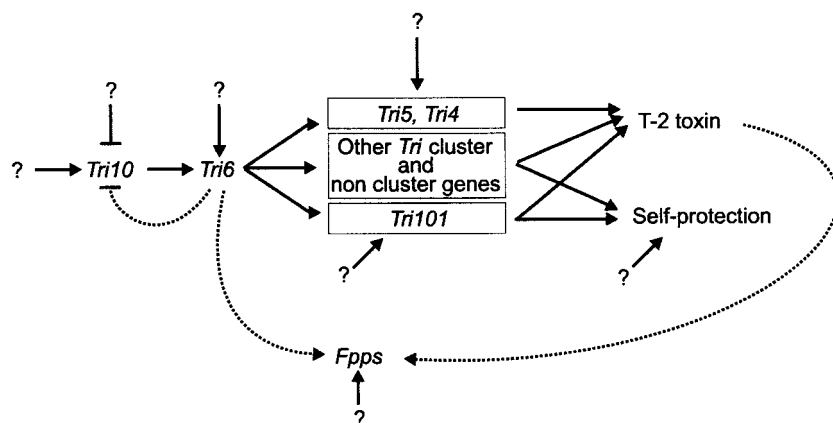 ?
?
?
Tri5, Tri4
T-2 toxin
?
Tri10
Tri6
Other Tri cluster
and
non cluster genes
Tri101
Self-protection
?
?
Fpps
?